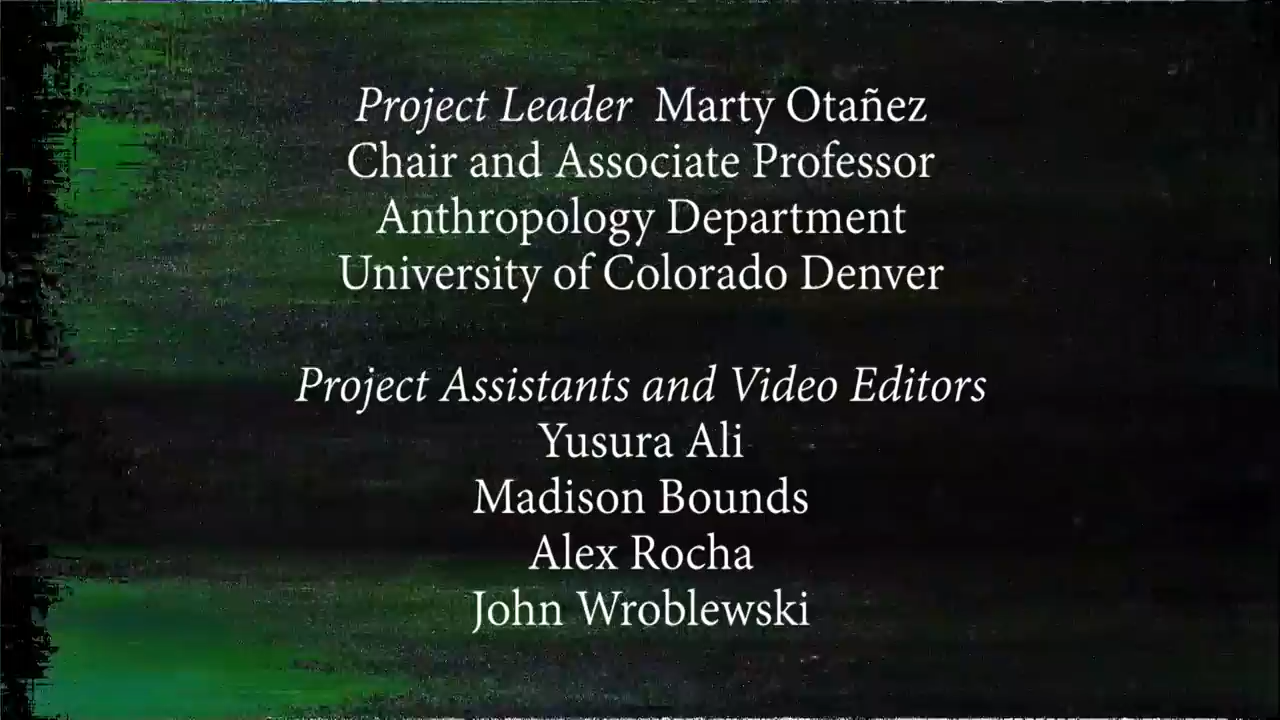 Project Leader Marty Otañez
Chair and Associate Professor
Anthropology Department
University of Colorado Denver
Project Assistants and Video Editors
Yusura Ali
Madison Bounds
Alex Rocha
John Wroblewski